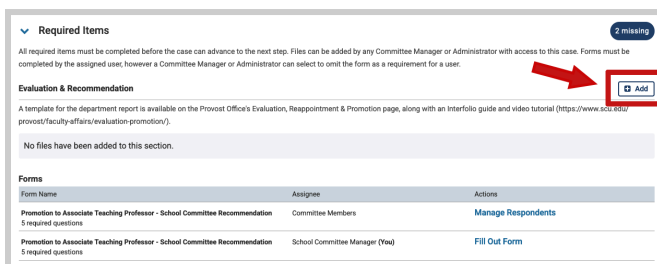 Required Items
2 missing
All required items must be completed before the case can advance to the next step. Files can be added by any Committee Manager or Administrator with access to this case. Forms must be
completed by the assigned user, however a Committee Manager or Administrator can select to omit the form as a requirement for a user.
Evaluation & Recommendation
Add
A template for the department report is available on the Provost Office's Evaluation, Reappointment & Promotion page, along with an Interfolio guide and video tutorial (https://www.scu.edu/
provost/faculty-affairs/evaluation-promotion/).
No files have been added to this section.
Forms
Form Name Assignee Actions
Promotion to Associate Teaching Professor - School Committee Recommendation Committee Members Manage Respondents
5 required questions
Promotion to Associate Teaching Professor - School Committee Recommendation School Committee Manager (You) Fill Out Form
5 required questions